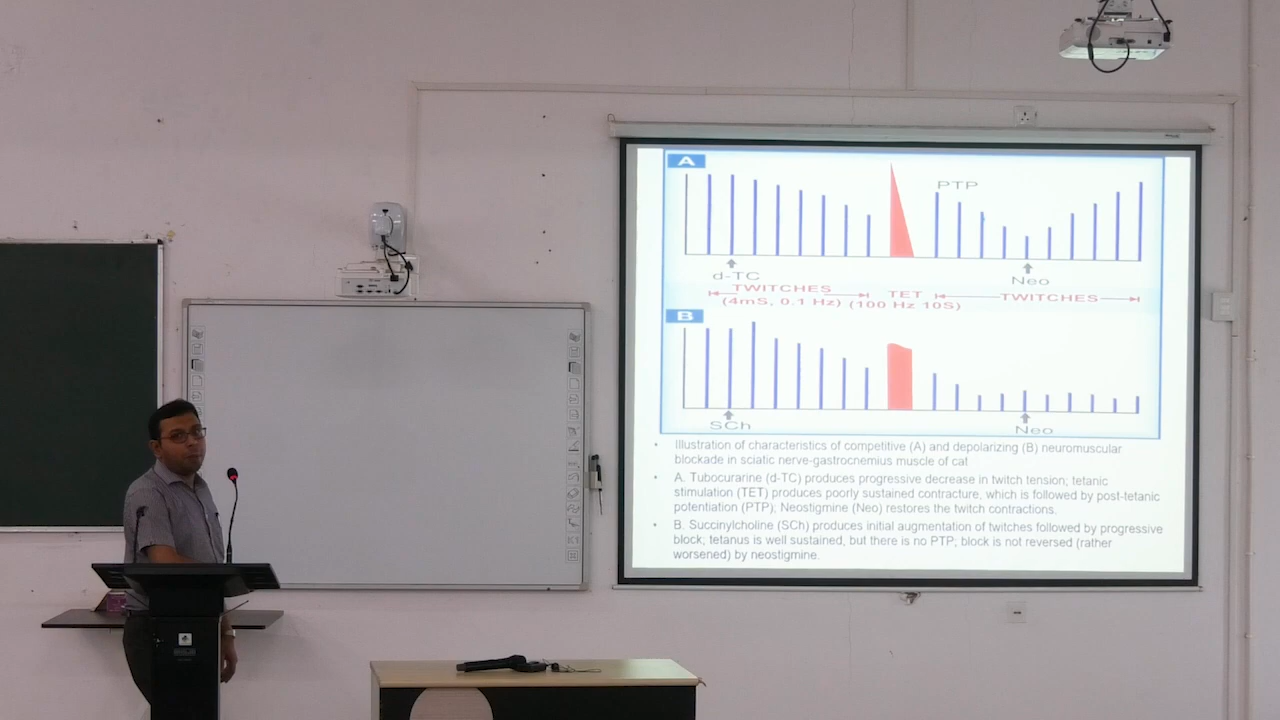 A
PTP
d-TC
Neo
TWITCHES
TET
TWITCHES
(4mS, 0.1 Hz) (100 Hz 10S)
B
SCh
Neo
• Illustration of characteristics of competitive (A) and depolarizing (B) neuromuscular
blockade in sciatic nerve-gastrocnemius muscle of cat
• A. Tubocurarine (d-TC) produces progressive decrease in twitch tension; tetanic
stimulation (TET) produces poorly sustained contracture, which is followed by post-tetanic
potentiation (PTP); Neostigmine (Neo) restores the twitch contractions.
• B. Succinylcholine (SCh) produces initial augmentation of twitches followed by progressive
block; tetanus is well sustained, but there is no PTP; block is not reversed (rather
worsened) by neostigmine.